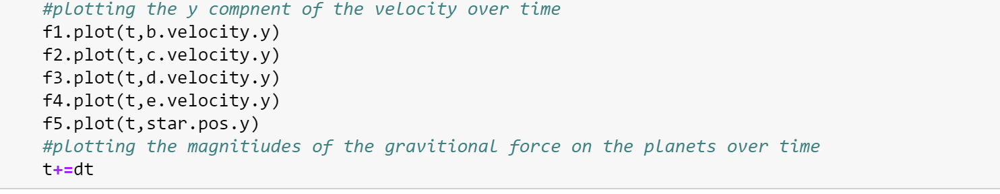 #plotting the y compnent of the velocity over time
f1.plot(t,b.velocity.y)
f2.plot(t,c.velocity.y)
f3.plot(t,d.velocity.y)
f4.plot(t,e.velocity.y)
f5.plot(t,star.pos.y)
#plotting the magnitiudes of the gravitional force on the planets over time
t+=dt